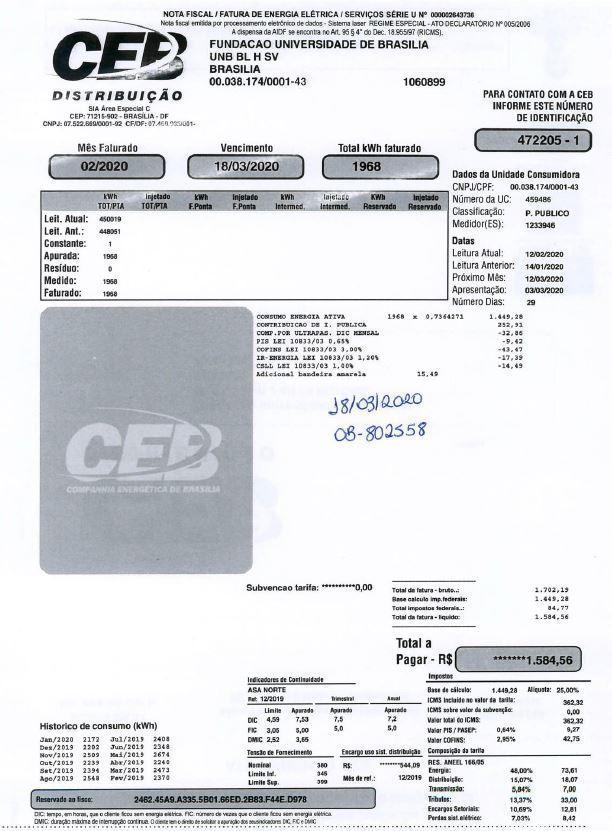 NOTA FISCAL / FATURA DE ENERGIA ELÉTRICA / SERVIÇOS SÉRIE U Nº 000002643736
Nota fiscal emitida por processamento eletrônico de dados - Sistema laser REGIME ESPECIAL - ATO DECLARATÓRIO Nº 005/2006
A dispensa da AIDF se encontra no Art. 95 § 4° do Dec. 18.955/97 (RICMS).
CEB
DISTRIBUIÇÃO
SIA Área Especial C
CEP: 71215-902 - BRASÍLIA - DF
CNPJ: 07.522.669/0001-92
FUNDACAO UNIVERSIDADE DE BRASILIA
UNB BL H SV
BRASILIA
00.038.174/0001-43 1060899
PARA CONTATO COM A CEB
INFORME ESTE NÚMERO
DE IDENTIFICAÇÃO
472205 - 1
Mês Faturado Vencimento Total kWh faturado
02/2020 18/03/2020 1968
Dados da Unidade Consumidora
CNPJ/CPF: 00.038.174/0001-43
Número da UC: 459486
Classificação: P. PUBLICO
Medidor(ES): 1233946
Datas
Leitura Atual: 12/02/2020
Leitura Anterior: 14/01/2020
Próximo Mês: 12/03/2020
Apresentação: 03/03/2020
Número Dias: 29
kWh Injetado kWh Injetado kWh Injetado kWh Injetado
TOT/PTA TOT/PTA F.Ponta F.Ponta Intermed. Intermed. Reservado Reservado
Leit. Atual: 450019
Leit. Ant.: 448051
Constante: 1
Apurada: 1968
Resíduo: 0
Medido: 1968
Faturado: 1968
CONSUMO ENERGIA ATIVA 1968 x 0,7364271 1.449,28
CONTRIBUICAO DE I. PUBLICA 252,91
COMP.POR ULTRAPAS. DIC MENSAL -32,86
PIS LEI 10833/03 0,65% -9,42
COFINS LEI 10833/03 3,00% -43,47
IR-ENERGIA LEI 10833/03 1,20% -17,39
CSLL LEI 10833/03 1,00% -14,49
Adicional bandeira amarela 15,49
18/03/2020
OB-802558
CEB
COMPANHIA ENERGÉTICA DE BRASÍLIA
Subvencao tarifa: **********0,00
Total da fatura - bruto..: 1.702,19
Base calculo imp.federais: 1.449,28
Total impostos federais..: 84,77
Total da fatura - líquido: 1.584,56
Total a
Pagar - R$ *******1.584,56
Historico de consumo (kWh)
Jan/2020 2172 Jul/2019 2408
Dez/2019 2202 Jun/2019 2348
Nov/2019 2509 Mai/2019 2674
Out/2019 2239 Abr/2019 2240
Set/2019 2394 Mar/2019 2473
Ago/2019 2548 Fev/2019 2370
Indicadores de Continuidade
ASA NORTE
Ref: 12/2019 Trimestral Anual
Limite Apurado Apurado Apurado
DIC 4,59 7,53 7,5 7,2
FIC 3,05 5,00 5,0 5,0
DMIC 2,52 3,65
Tensão de Fornecimento Encargo uso sist. distribuição
Nominal 380 R$: *******544,09
Limite Inf. 345 Mês de ref.: 12/2019
Limite Sup. 399
Impostos
Base de cálculo: 1.449,28 Alíquota: 25,00%
ICMS incluído no valor da tarifa: 362,32
ICMS sobre valor da subvenção: 0,00
Valor total do ICMS: 362,32
Valor PIS / PASEP: 0,64% 9,27
Valor COFINS: 2,95% 42,75
Composição da tarifa
RES. ANEEL 166/05
Energia: 48,00% 73,61
Distribuição: 15,07% 18,07
Transmissão: 5,84% 7,00
Tributos: 13,37% 33,00
Encargos Setoriais: 10,69% 12,81
Perdas sist.elétrico: 7,03% 8,42
Reservado ao fisco: 2462.45A9.A335.5B01.66ED.2B83.F44E.D978
DIC: tempo, em horas, que o cliente ficou sem energia elétrica. FIC: número de vezes que o cliente ficou sem energia elétrica.
DMIC: duração máxima de interrupção contínua. O cliente tem o direito de solicitar a apuração dos seus indicadores DIC, FIC e DMIC